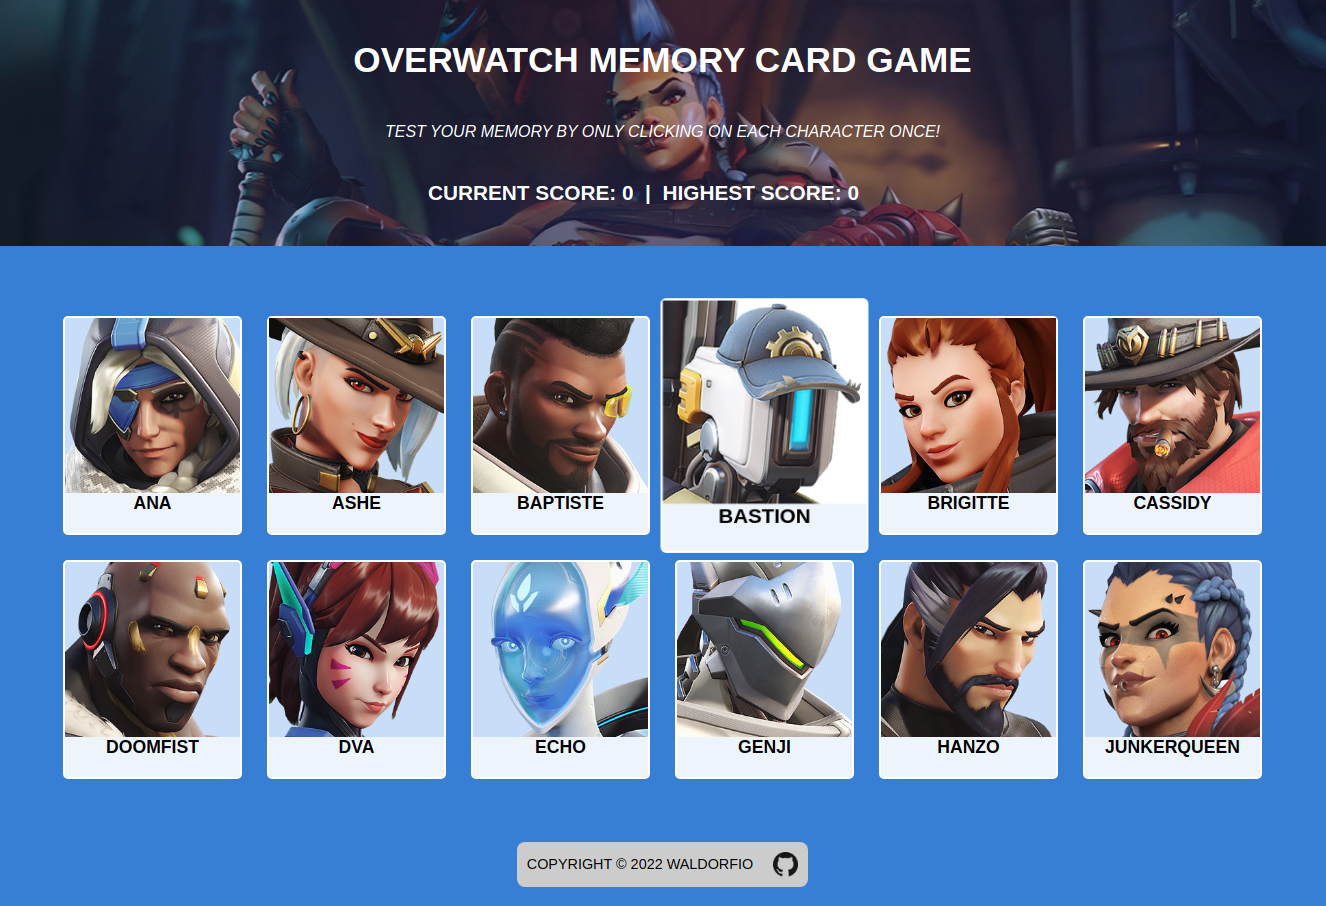 OVERWATCH MEMORY CARD GAME
TEST YOUR MEMORY BY ONLY CLICKING ON EACH CHARACTER ONCE!
CURRENT SCORE: 0 | HIGHEST SCORE: 0
ANA
ASHE
BAPTISTE
BASTION
BRIGITTE
CASSIDY
DOOMFIST
DVA
ECHO
GENJI
HANZO
JUNKERQUEEN
COPYRIGHT © 2022 WALDORFIO